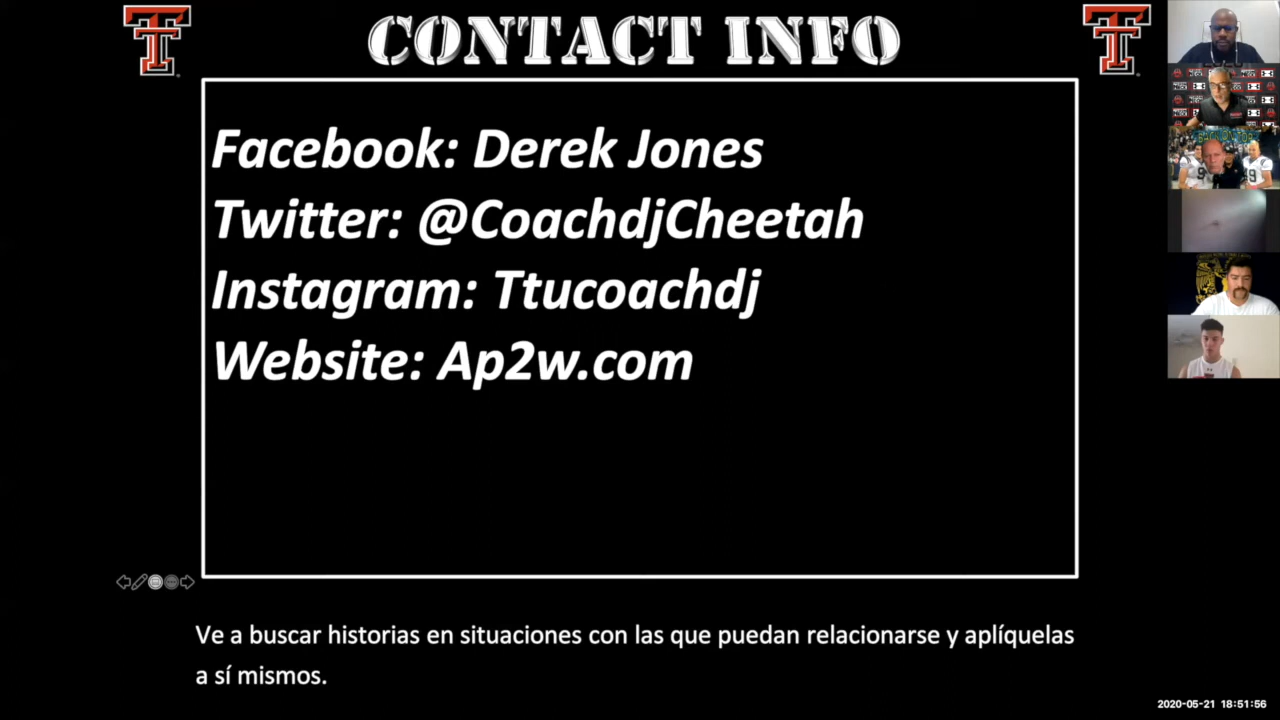 CONTACT INFO
Facebook: Derek Jones
Twitter: @CoachdjCheetah
Instagram: Ttucoachdj
Website: Ap2w.com
Ve a buscar historias en situaciones con las que puedan relacionarse y aplíquelas
a sí mismos.
2020-05-21 18:51:56